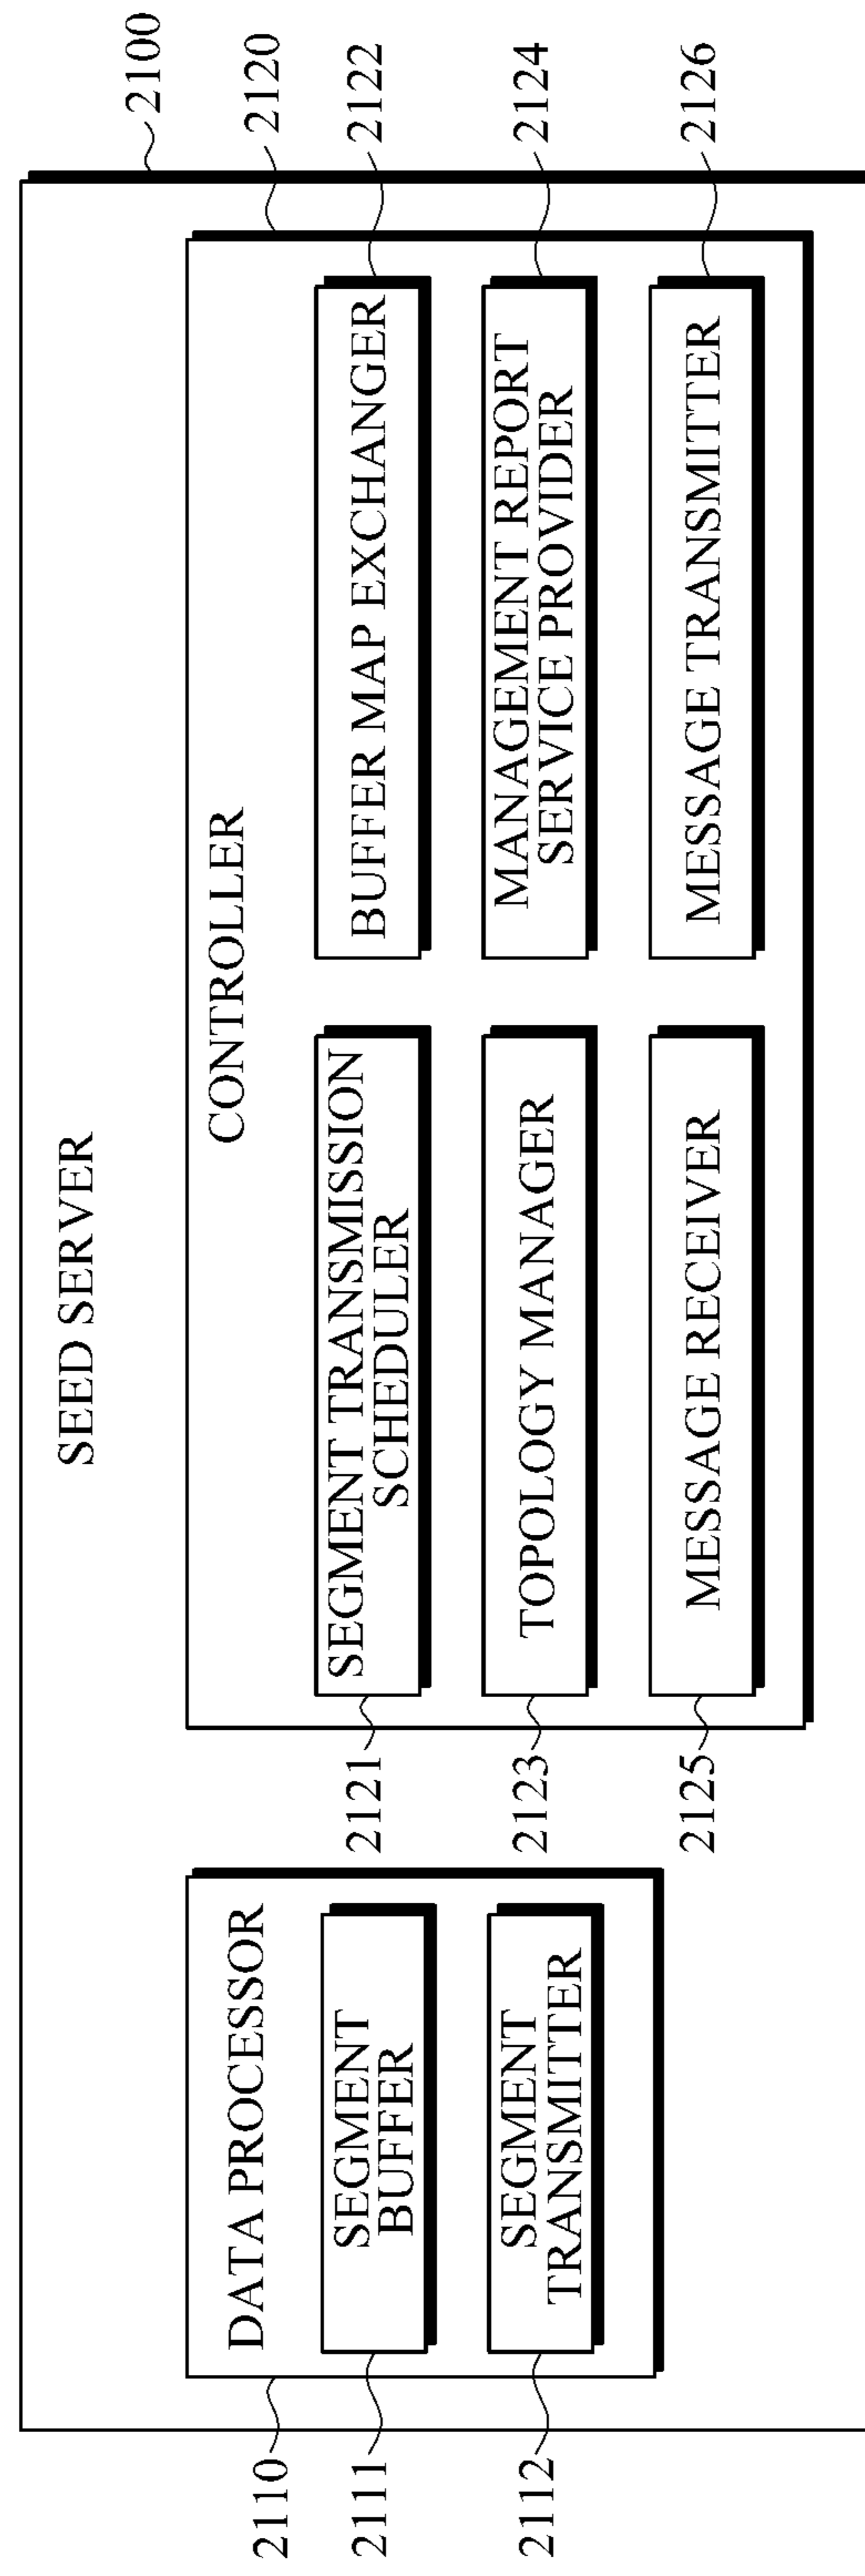 SEED SERVER
2100
DATA PROCESSOR
2110
SEGMENT
BUFFER
2111
SEGMENT
TRANSMITTER
2112
CONTROLLER
2120
SEGMENT TRANSMISSION
SCHEDULER
2121
BUFFER MAP EXCHANGER
2122
TOPOLOGY MANAGER
2123
MANAGEMENT REPORT
SERVICE PROVIDER
2124
MESSAGE RECEIVER
2125
MESSAGE TRANSMITTER
2126